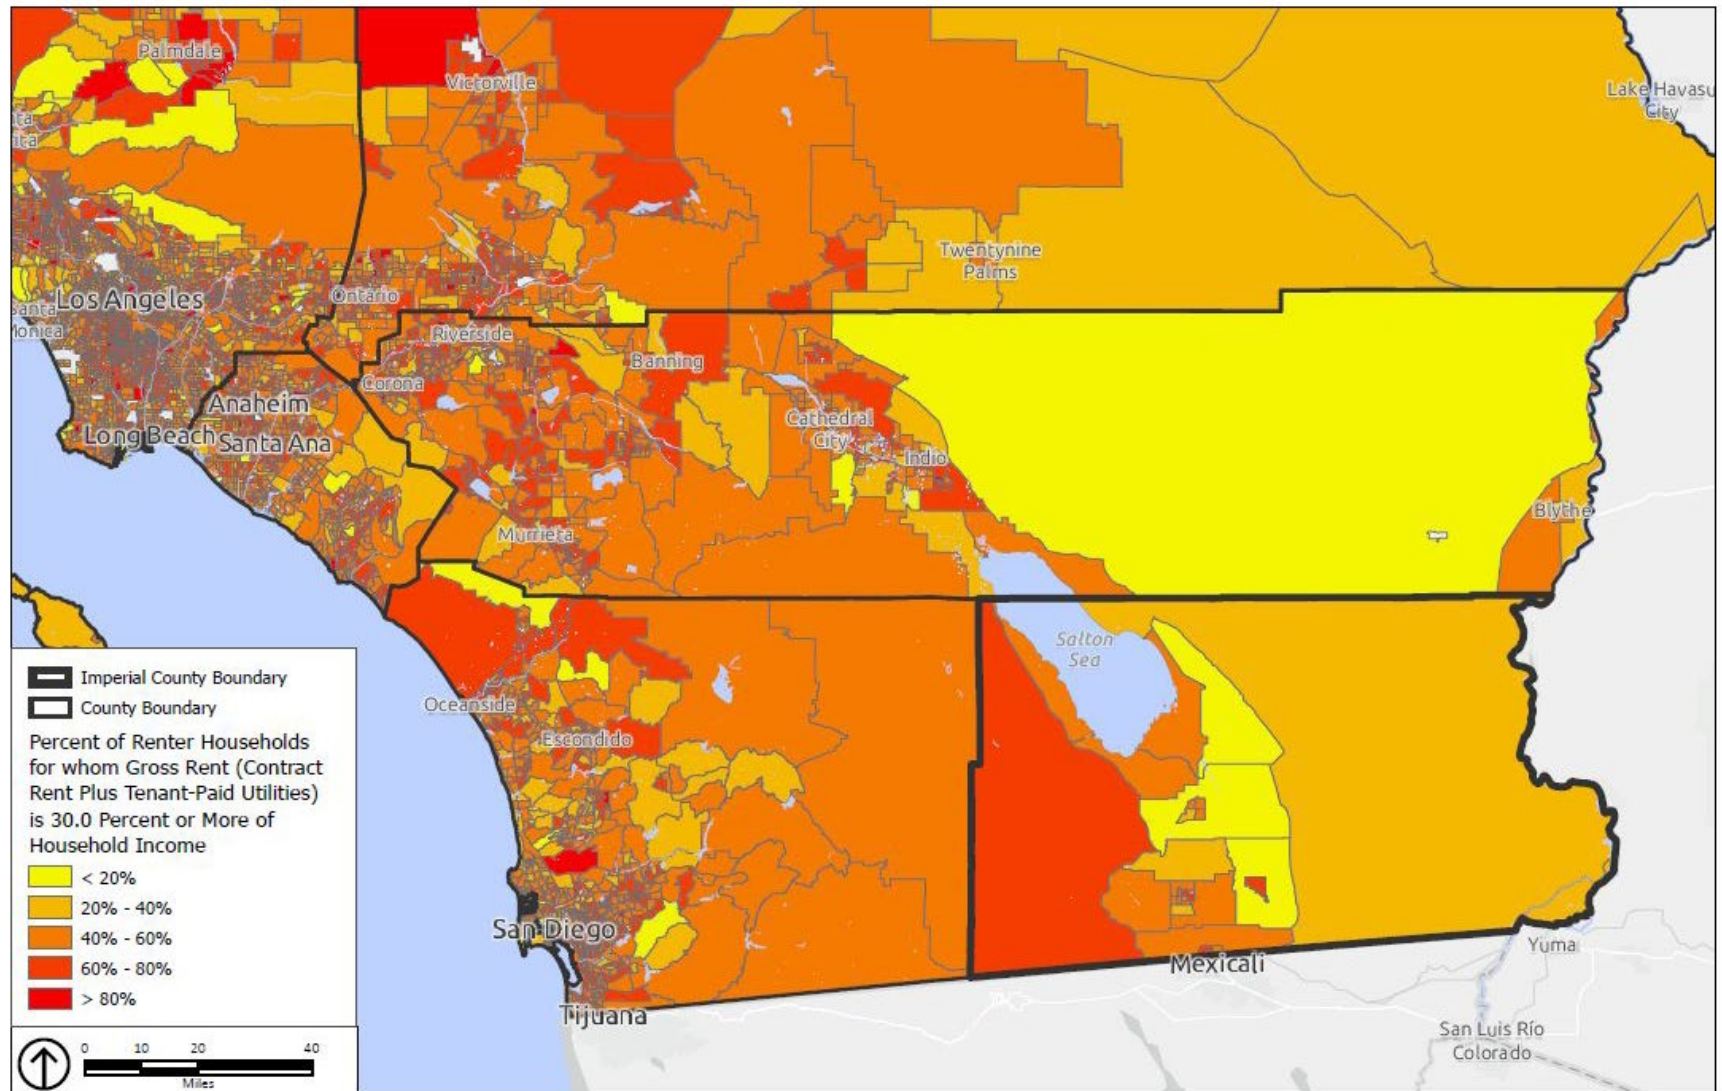 Palmdale
Victorville
Lake Havasu
City
ta
ita
Twentynine
Palms
Los Angeles
Ontario
Santa
Monica
Riverside
Banning
Corona
Anaheim
Cathedral
City
Long Beach
Santa Ana
Indio
Blythe
Murrieta
Salton
Sea
Oceanside
Escondido
San Diego
Mexicali
Yuma
Tijuana
San Luis Río
Colorado
Imperial County Boundary
County Boundary
Percent of Renter Households
for whom Gross Rent (Contract
Rent Plus Tenant-Paid Utilities)
is 30.0 Percent or More of
Household Income
< 20%
20% - 40%
40% - 60%
60% - 80%
> 80%
0 10 20 40
Miles